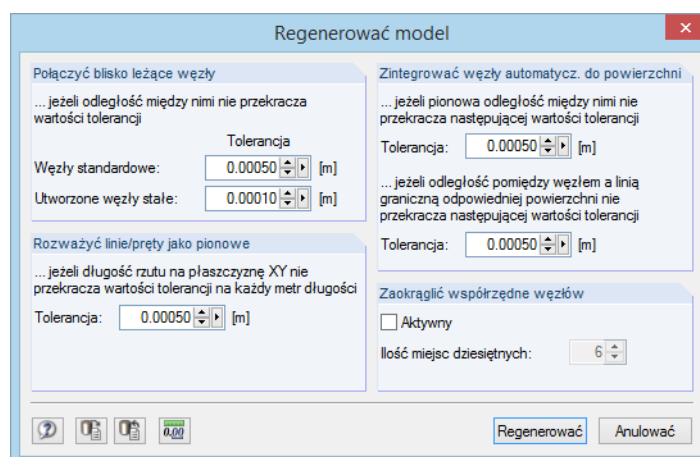 Regenerować model
Połączyć blisko leżące węzły
... jeżeli odległość między nimi nie przekracza
wartości tolerancji
Tolerancja
Węzły standardowe: 0.00050 [m]
Utworzone węzły stałe: 0.00010 [m]
Rozważyć linie/pręty jako pionowe
... jeżeli długość rzutu na płaszczyznę XY nie
przekracza wartości tolerancji na każdy metr długości
Tolerancja: 0.00050 [m]
Zintegrować węzły automatycz. do powierzchni
... jeżeli pionowa odległość między nimi nie
przekracza następującej wartości tolerancji
Tolerancja: 0.00050 [m]
... jeżeli odległość pomiędzy węzłem a linią
graniczną odpowiedniej powierzchni nie
przekracza następującej wartości tolerancji
Tolerancja: 0.00050 [m]
Zaokrąglić współrzędne węzłów
Aktywny
Ilość miejsc dziesiętnych: 6
0.00
Regenerować Anulować